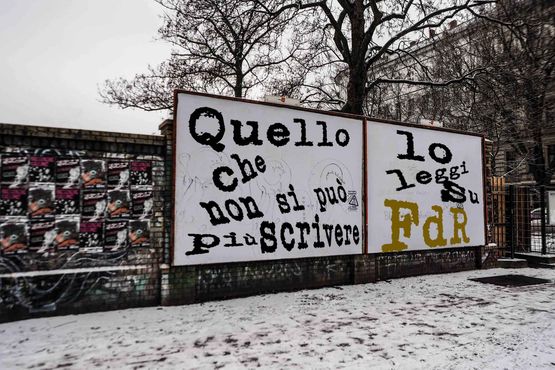 Quello
che
non si può
più scrivere
lo
leggi
su
FdR